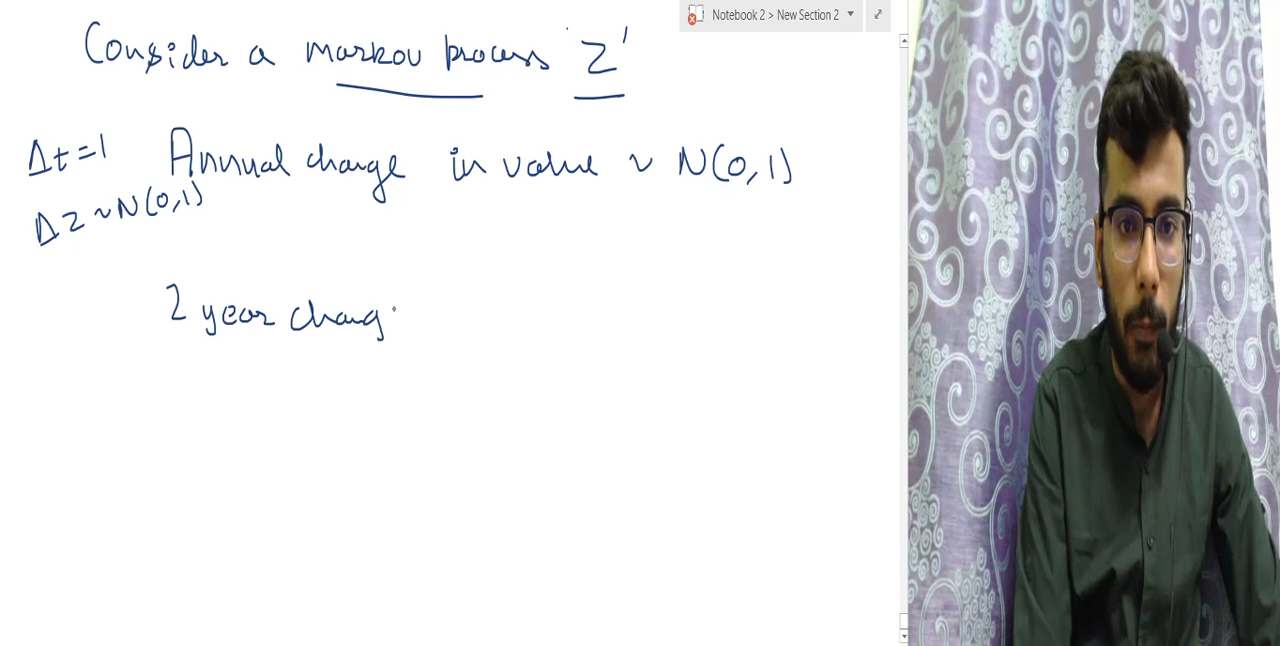 Notebook 2 > New Section 2
Consider a Markov process 'Z'
Δt=1 Annual change in value ~ N(0,1)
ΔZ~N(0,1)
2 year chang